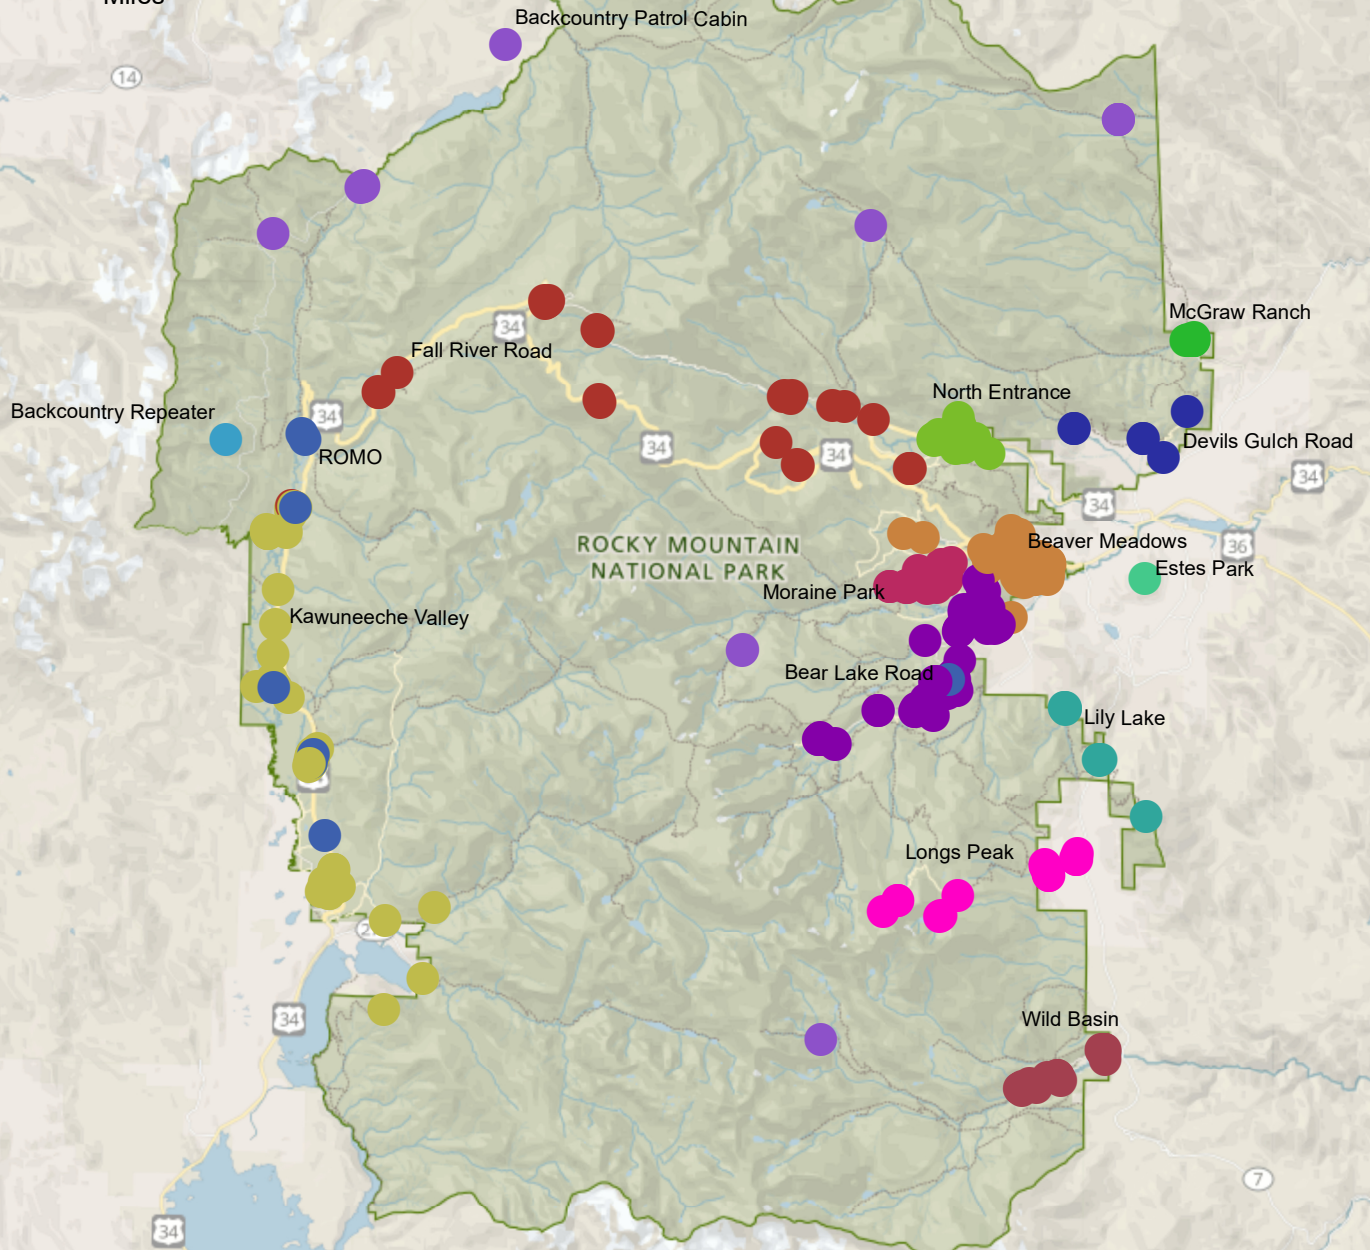 Backcountry Patrol Cabin
14
McGraw Ranch
34
Fall River Road
North Entrance
Backcountry Repeater
34
Devils Gulch Road
34
34
ROMO
34
34
36
ROCKY MOUNTAIN
NATIONAL PARK
Beaver Meadows
Estes Park
Moraine Park
Kawuneeche Valley
Bear Lake Road
Lily Lake
Longs Peak
34
Wild Basin
7
34